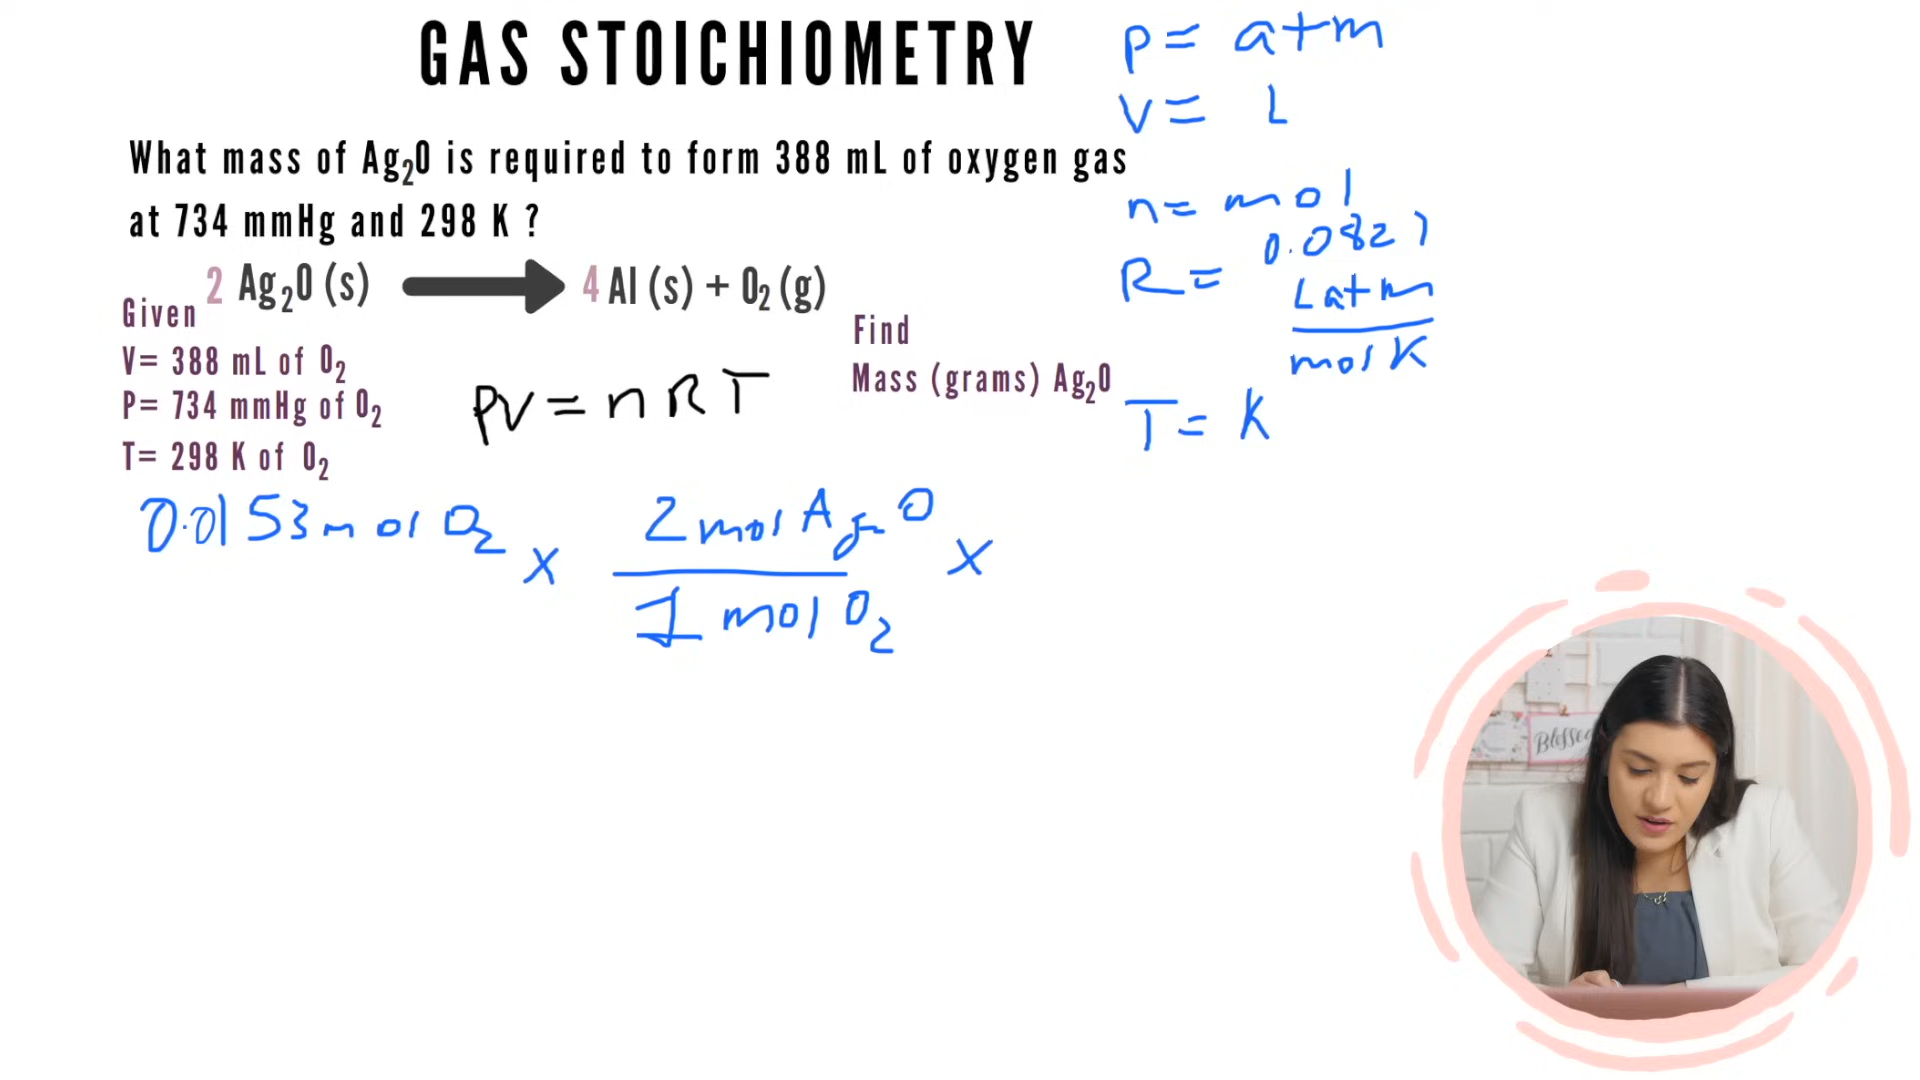 GAS STOICHIOMETRY
What mass of Ag₂O is required to form 388 mL of oxygen gas
at 734 mmHg and 298 K ?
2 Ag₂O (s) → 4 Al (s) + O₂ (g)
Given
V= 388 mL of O₂
P= 734 mmHg of O₂
T= 298 K of O₂
PV = nRT
Find
Mass (grams) Ag₂O
P = atm
V = L
n = mol
R = 0.0821 L atm / mol K
T = K
0.0153 mol O₂ × 2 mol Ag₂O / 1 mol O₂ ×
Blessed